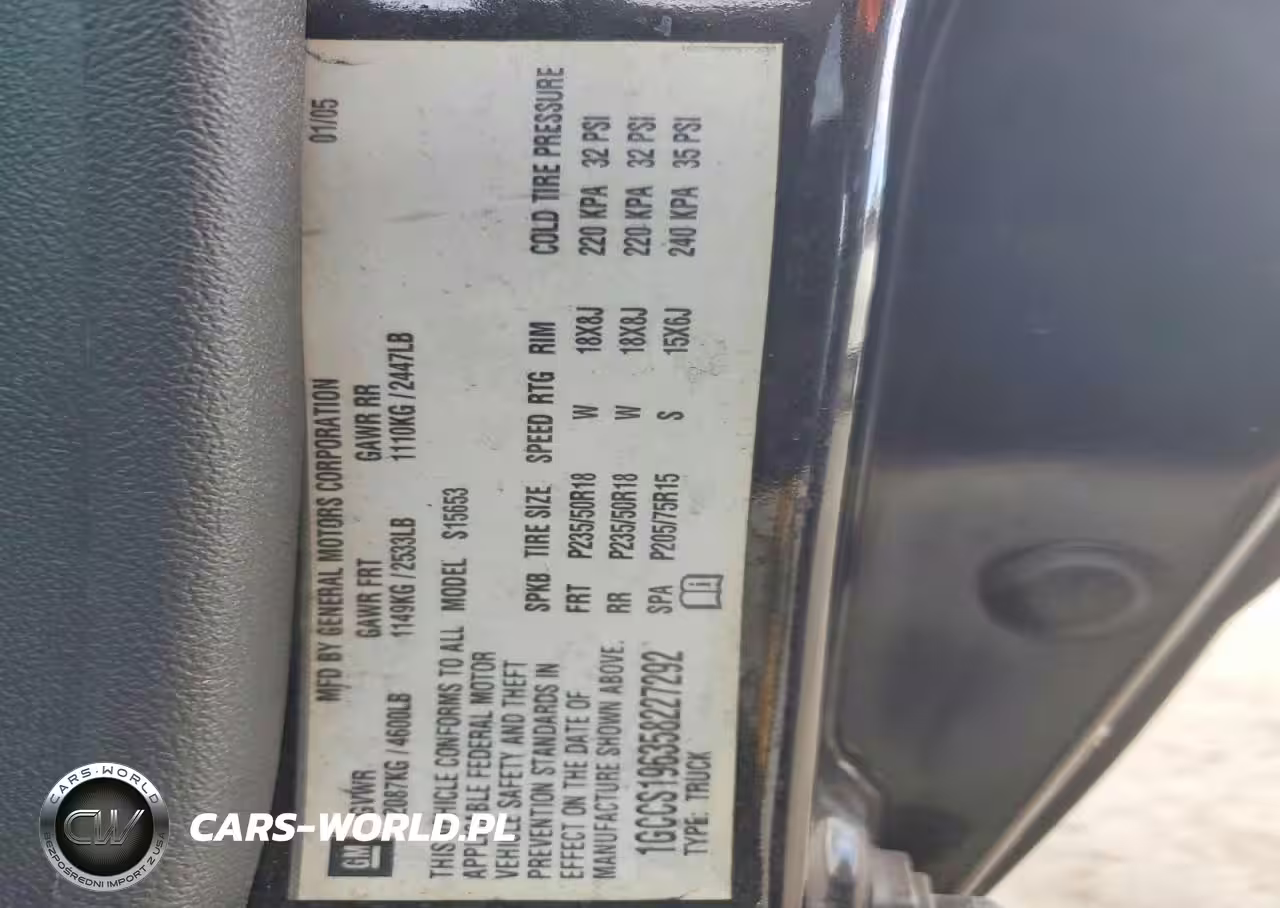 MFD BY GENERAL MOTORS CORPORATION 01/05
GM GVWR GAWR FRT GAWR RR
2087KG / 4600LB 1149KG / 2533LB 1110KG / 2447LB
THIS VEHICLE CONFORMS TO ALL
APPLICABLE FEDERAL MOTOR
VEHICLE SAFETY AND THEFT
PREVENTION STANDARDS IN
EFFECT ON THE DATE OF
MANUFACTURE SHOWN ABOVE.
1GCCS196358227292
TYPE: TRUCK
MODEL S15653
SPKB TIRE SIZE SPEED RTG RIM COLD TIRE PRESSURE
FRT P235/50R18 W 18X8J 220 KPA 32 PSI
RR P235/50R18 W 18X8J 220 KPA 32 PSI
SPA P205/75R15 S 15X6J 240 KPA 35 PSI
CARS-WORLD
CW
BEZPOŚREDNI IMPORT Z USA
CARS-WORLD.PL